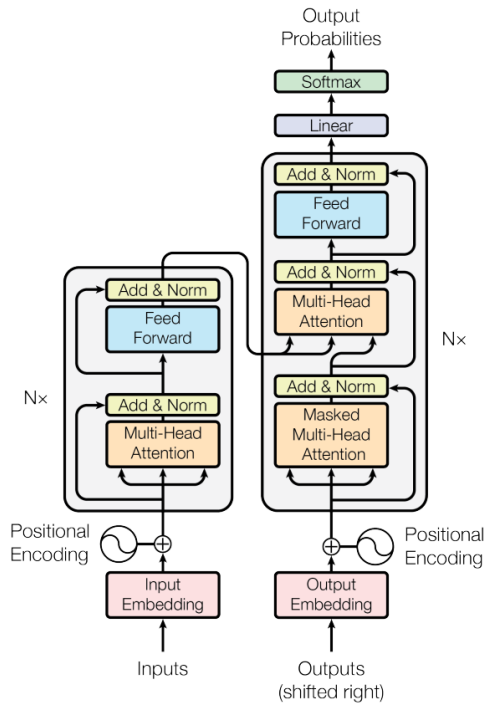 Output
Probabilities
Softmax
Linear
Add & Norm
Feed
Forward
Add & Norm
Multi-Head
Attention
Add & Norm
Masked
Multi-Head
Attention
Nx
Add & Norm
Feed
Forward
Add & Norm
Multi-Head
Attention
Nx
Positional
Encoding
Positional
Encoding
Input
Embedding
Output
Embedding
Inputs
Outputs
(shifted right)